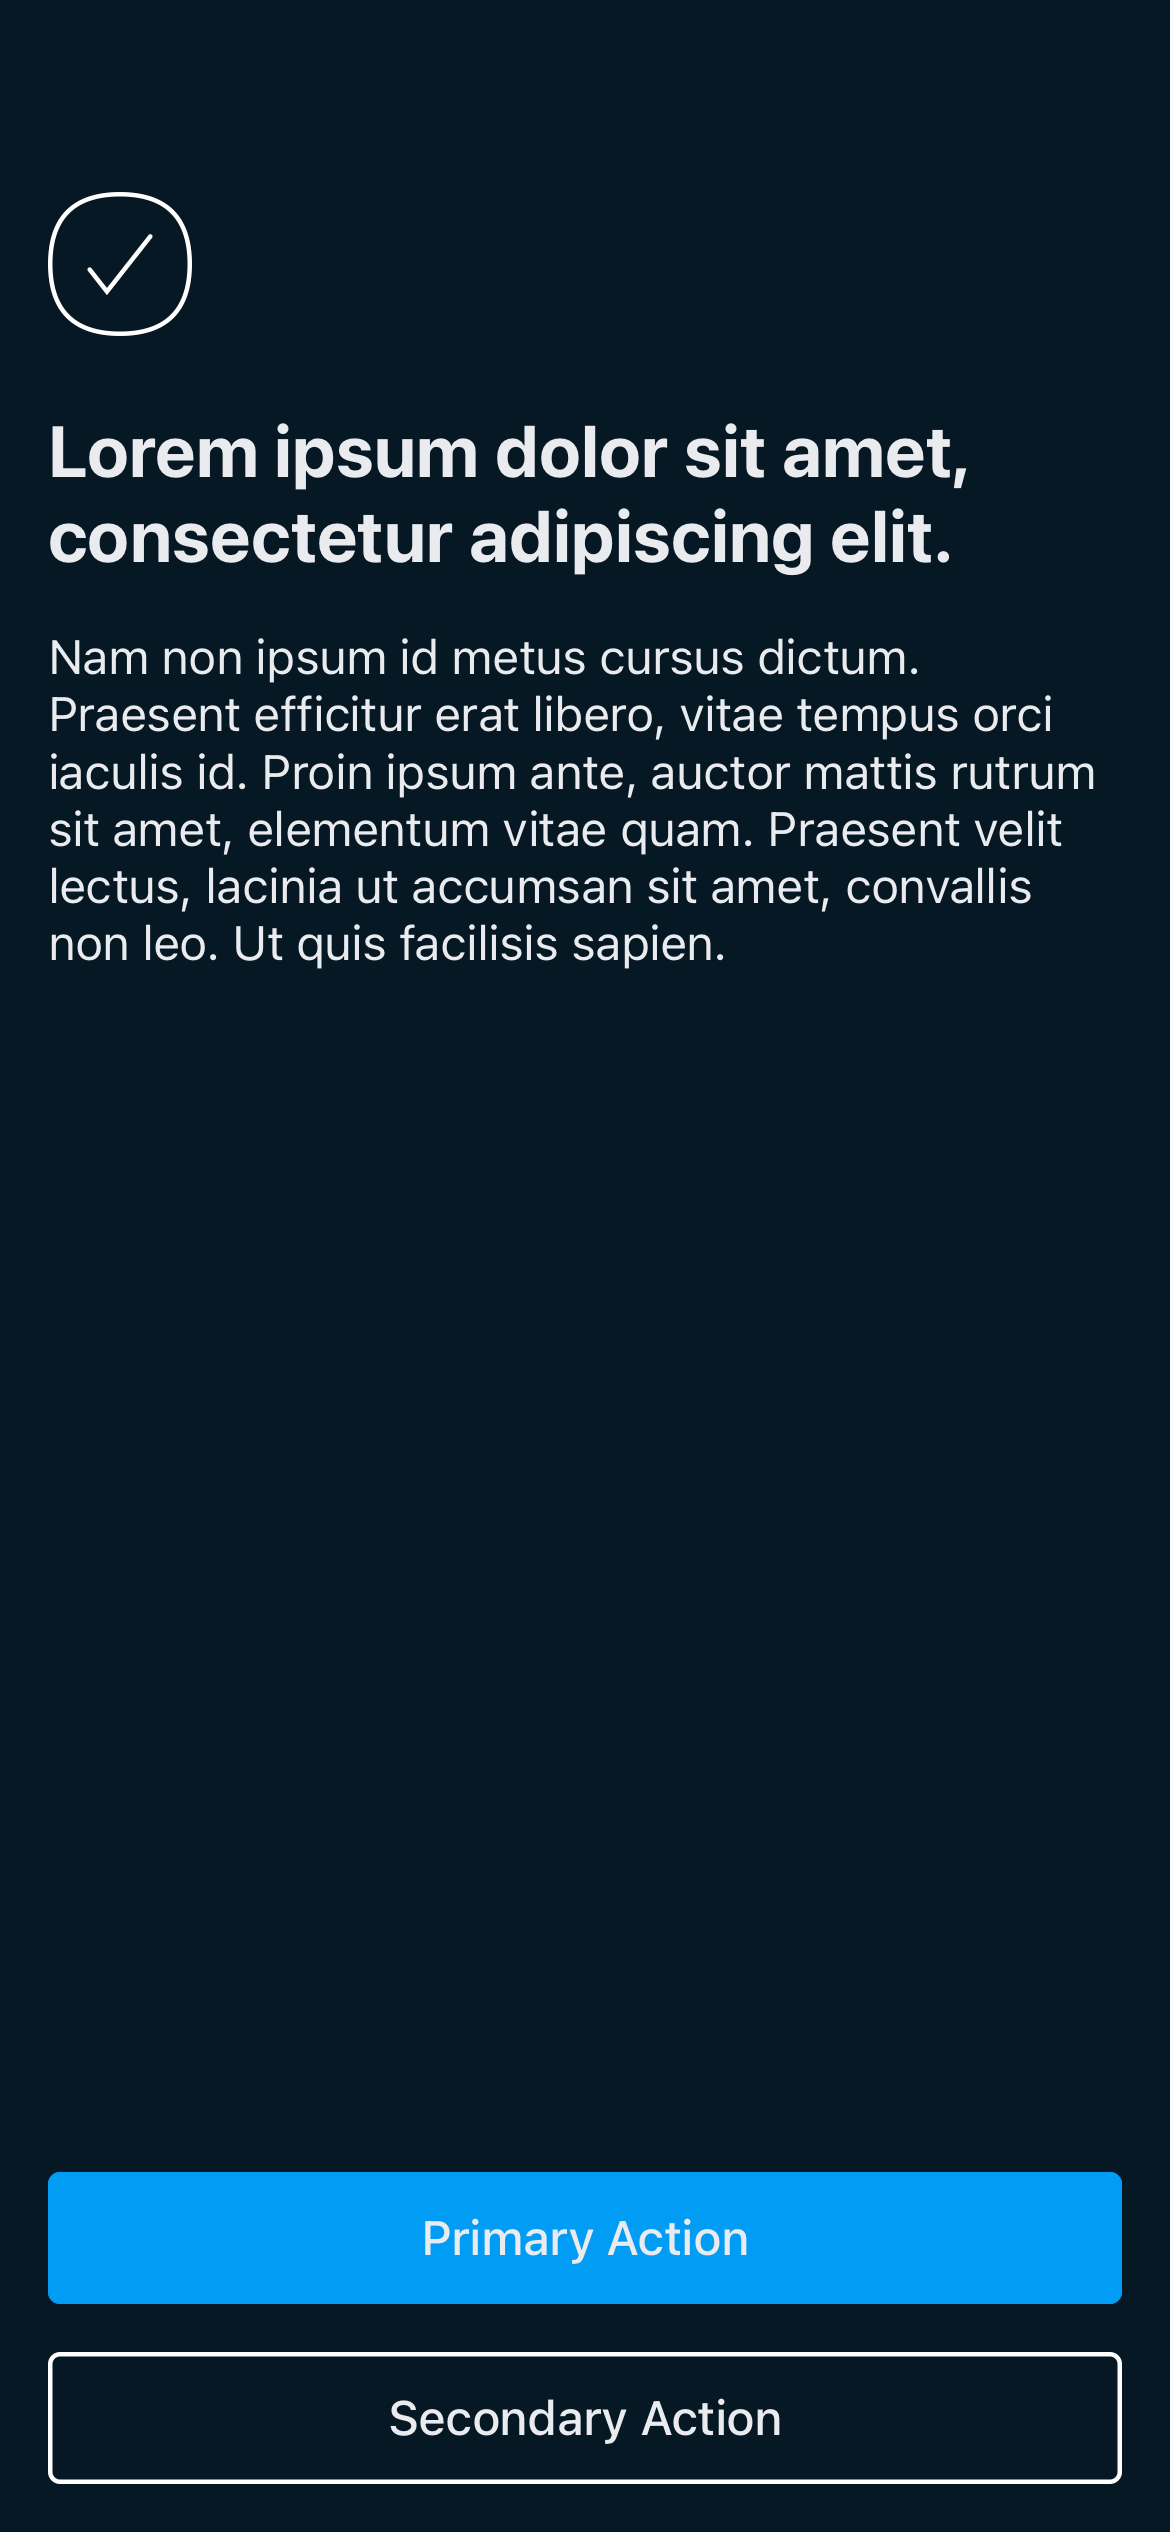 Lorem ipsum dolor sit amet,
consectetur adipiscing elit.
Nam non ipsum id metus cursus dictum.
Praesent efficitur erat libero, vitae tempus orci
iaculis id. Proin ipsum ante, auctor mattis rutrum
sit amet, elementum vitae quam. Praesent velit
lectus, lacinia ut accumsan sit amet, convallis
non leo. Ut quis facilisis sapien.
Primary Action
Secondary Action